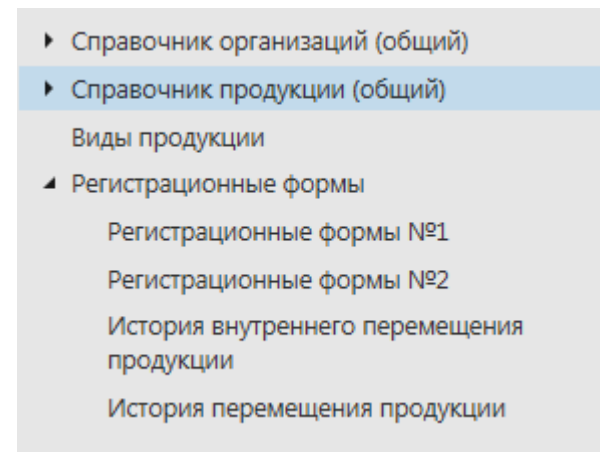 Справочник организаций (общий)
Справочник продукции (общий)
Виды продукции
Регистрационные формы
Регистрационные формы №1
Регистрационные формы №2
История внутреннего перемещения
продукции
История перемещения продукции